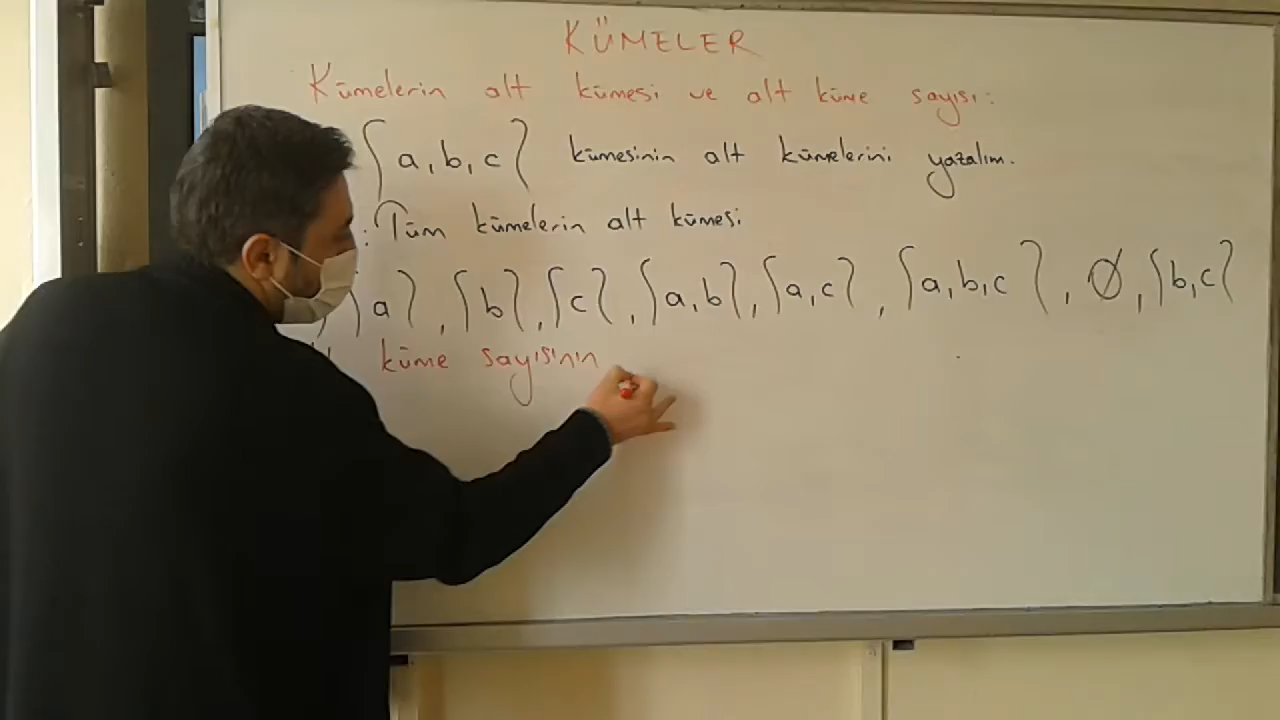 KÜMELER
Kümelerin alt kümesi ve alt küme sayısı:
{a, b, c} kümesinin alt kümelerini yazalım.
: Tüm kümelerin alt kümesi
{a}, {b}, {c}, {a, b}, {a, c}, {a, b, c}, ∅, {b, c}
küme sayısının